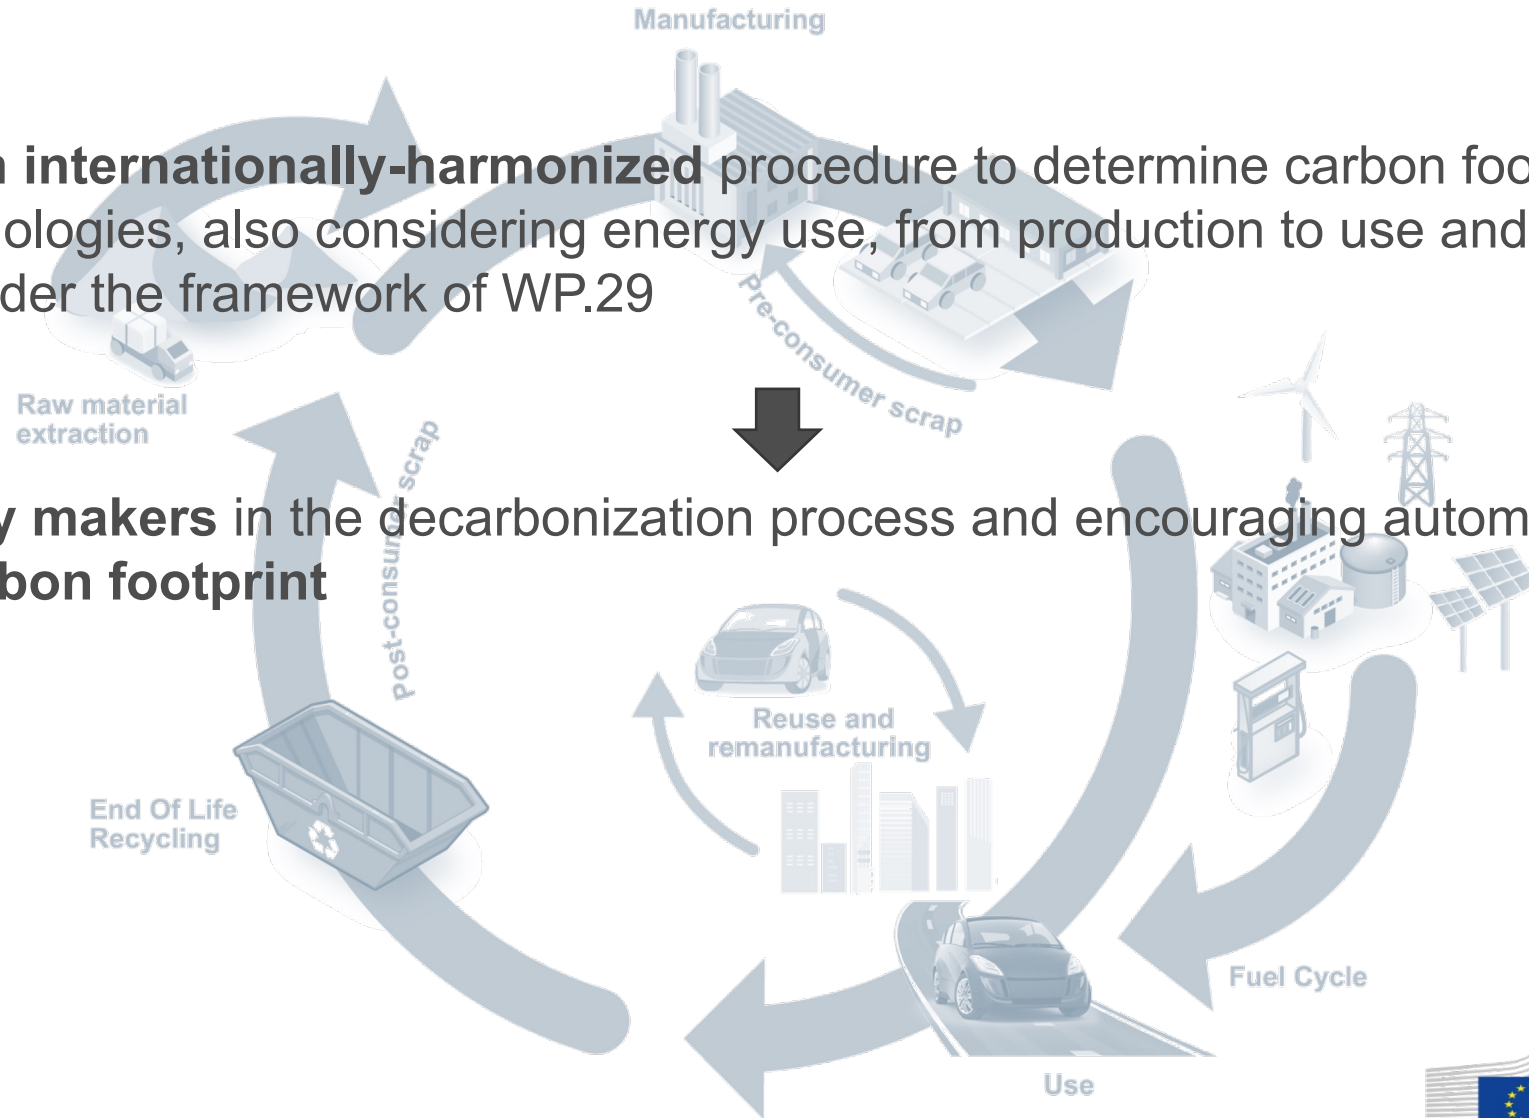 Manufacturing
internationally-harmonized procedure to determine carbon
ologies, also considering energy use, from production to use and
der the framework of WP.29
Pre-consumer scrap
Raw material
extraction
Post-consumer scrap
y makers in the decarbonization process and encouraging autom
bon footprint
Reuse and
remanufacturing
End Of Life
Recycling
Fuel Cycle
Use